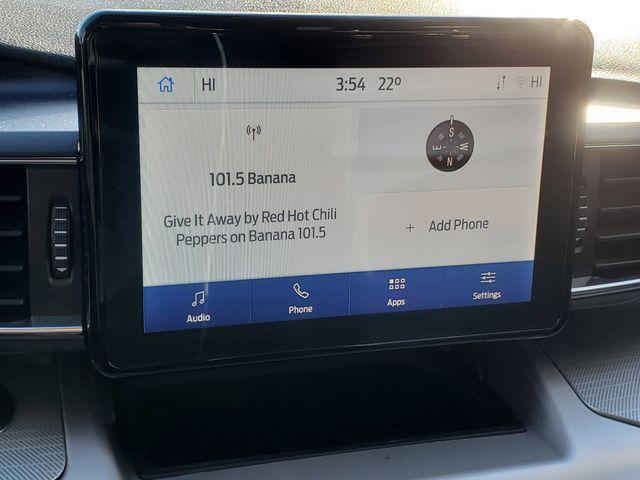 HI 3:54 22° HI
101.5 Banana
Give It Away by Red Hot Chili
Peppers on Banana 101.5
S
E W
N
+ Add Phone
Audio Phone Apps Settings